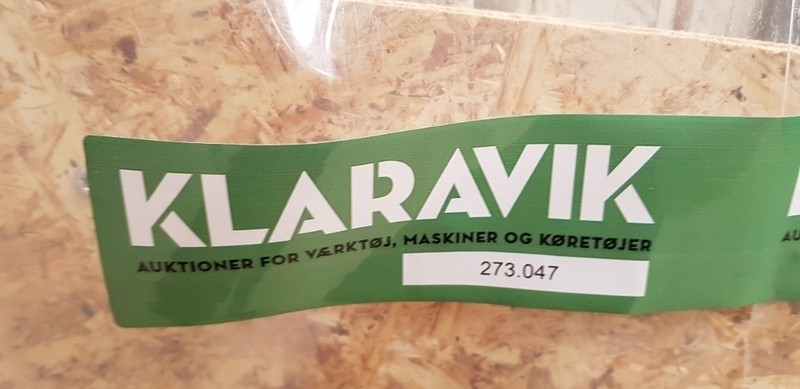 KLARAVIK
AUKTIONER FOR VÆRKTØJ, MASKINER OG KØRETØJER
273.047